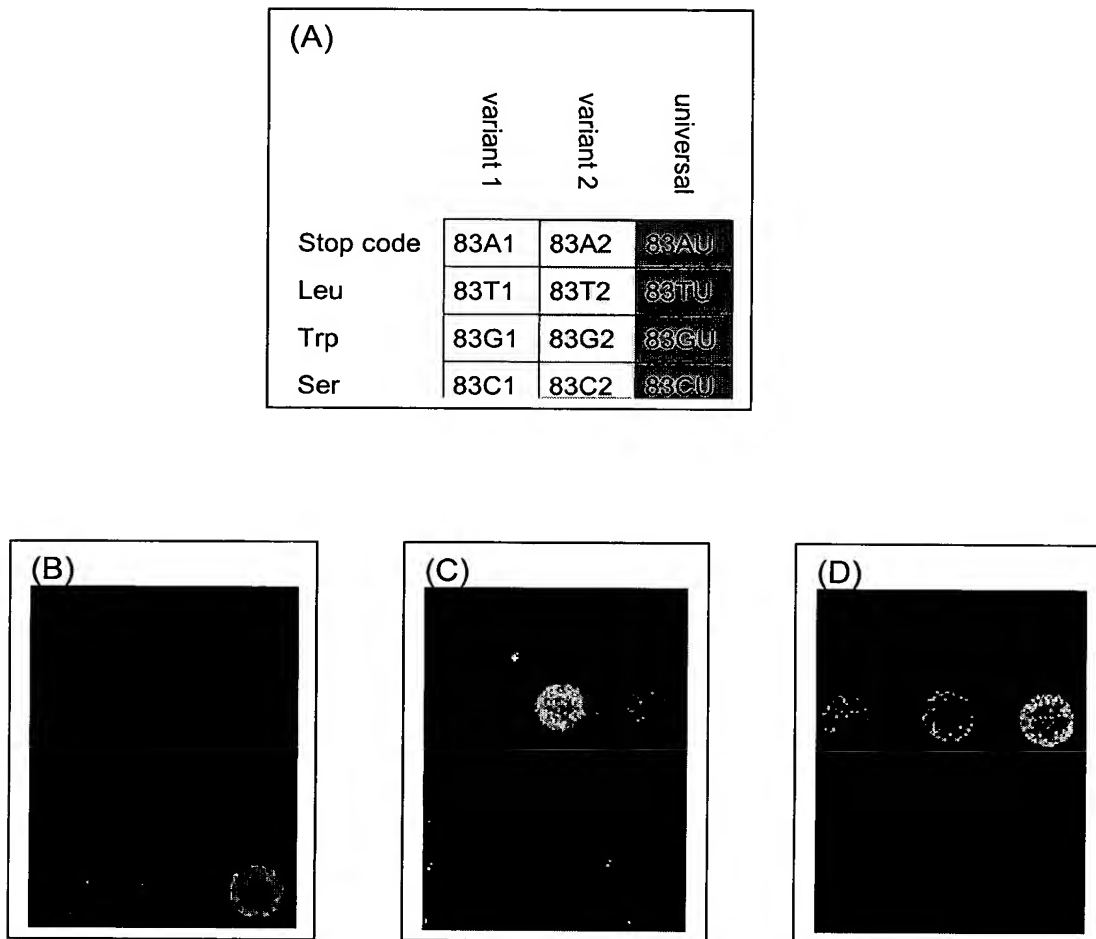 (A)
variant 1 variant 2 universal
Stop code 83A1 83A2 83AU
Leu 83T1 83T2 83TU
Trp 83G1 83G2 83GU
Ser 83C1 83C2 83CU
(B) (C) (D)